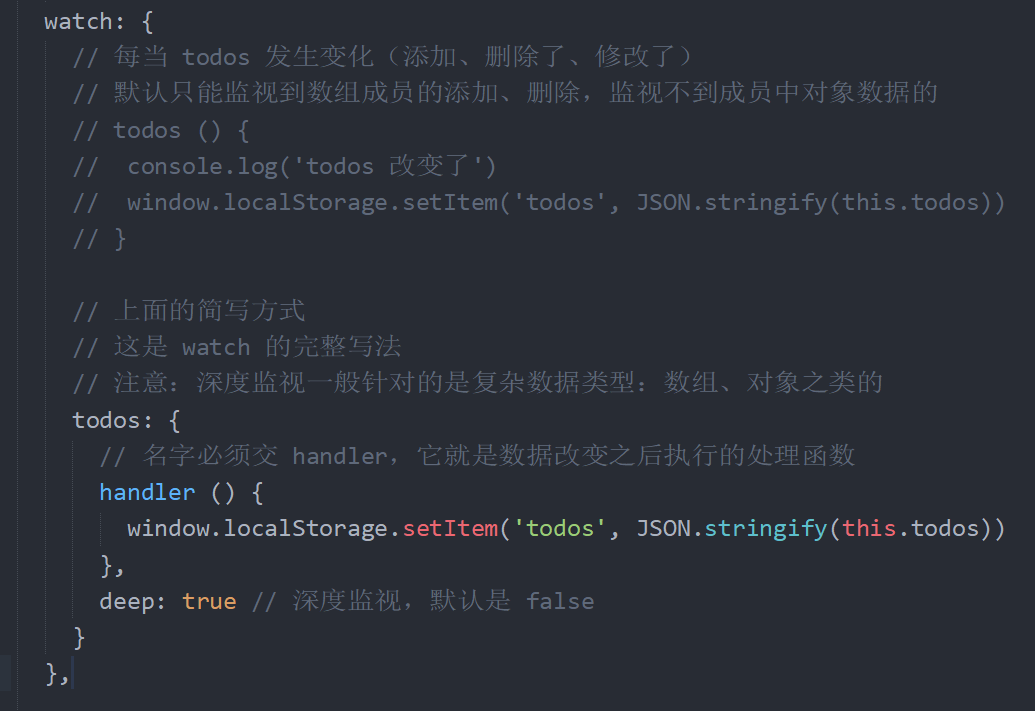 watch: {
// 每当 todos 发生变化（添加、删除了、修改了）
// 默认只能监视到数组成员的添加、删除，监视不到成员中对象数据的
// todos () {
//  console.log('todos 改变了')
//  window.localStorage.setItem('todos', JSON.stringify(this.todos))
// }
// 上面的简写方式
// 这是 watch 的完整写法
// 注意：深度监视一般针对的是复杂数据类型：数组、对象之类的
todos: {
// 名字必须交 handler，它就是数据改变之后执行的处理函数
handler () {
window.localStorage.setItem('todos', JSON.stringify(this.todos))
},
deep: true // 深度监视，默认是 false
}
},